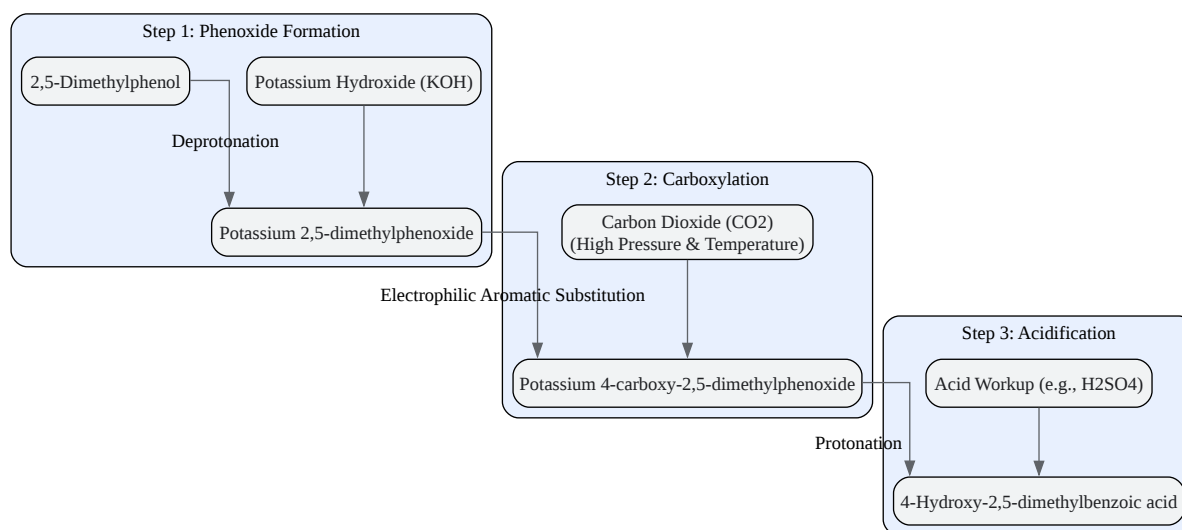 Step 1: Phenoxide Formation
2,5-Dimethylphenol
Potassium Hydroxide (KOH)
Deprotonation
Potassium 2,5-dimethylphenoxide
Step 2: Carboxylation
Carbon Dioxide (CO2)
(High Pressure & Temperature)
Electrophilic Aromatic Substitution
Potassium 4-carboxy-2,5-dimethylphenoxide
Step 3: Acidification
Acid Workup (e.g., H2SO4)
Protonation
4-Hydroxy-2,5-dimethylbenzoic acid